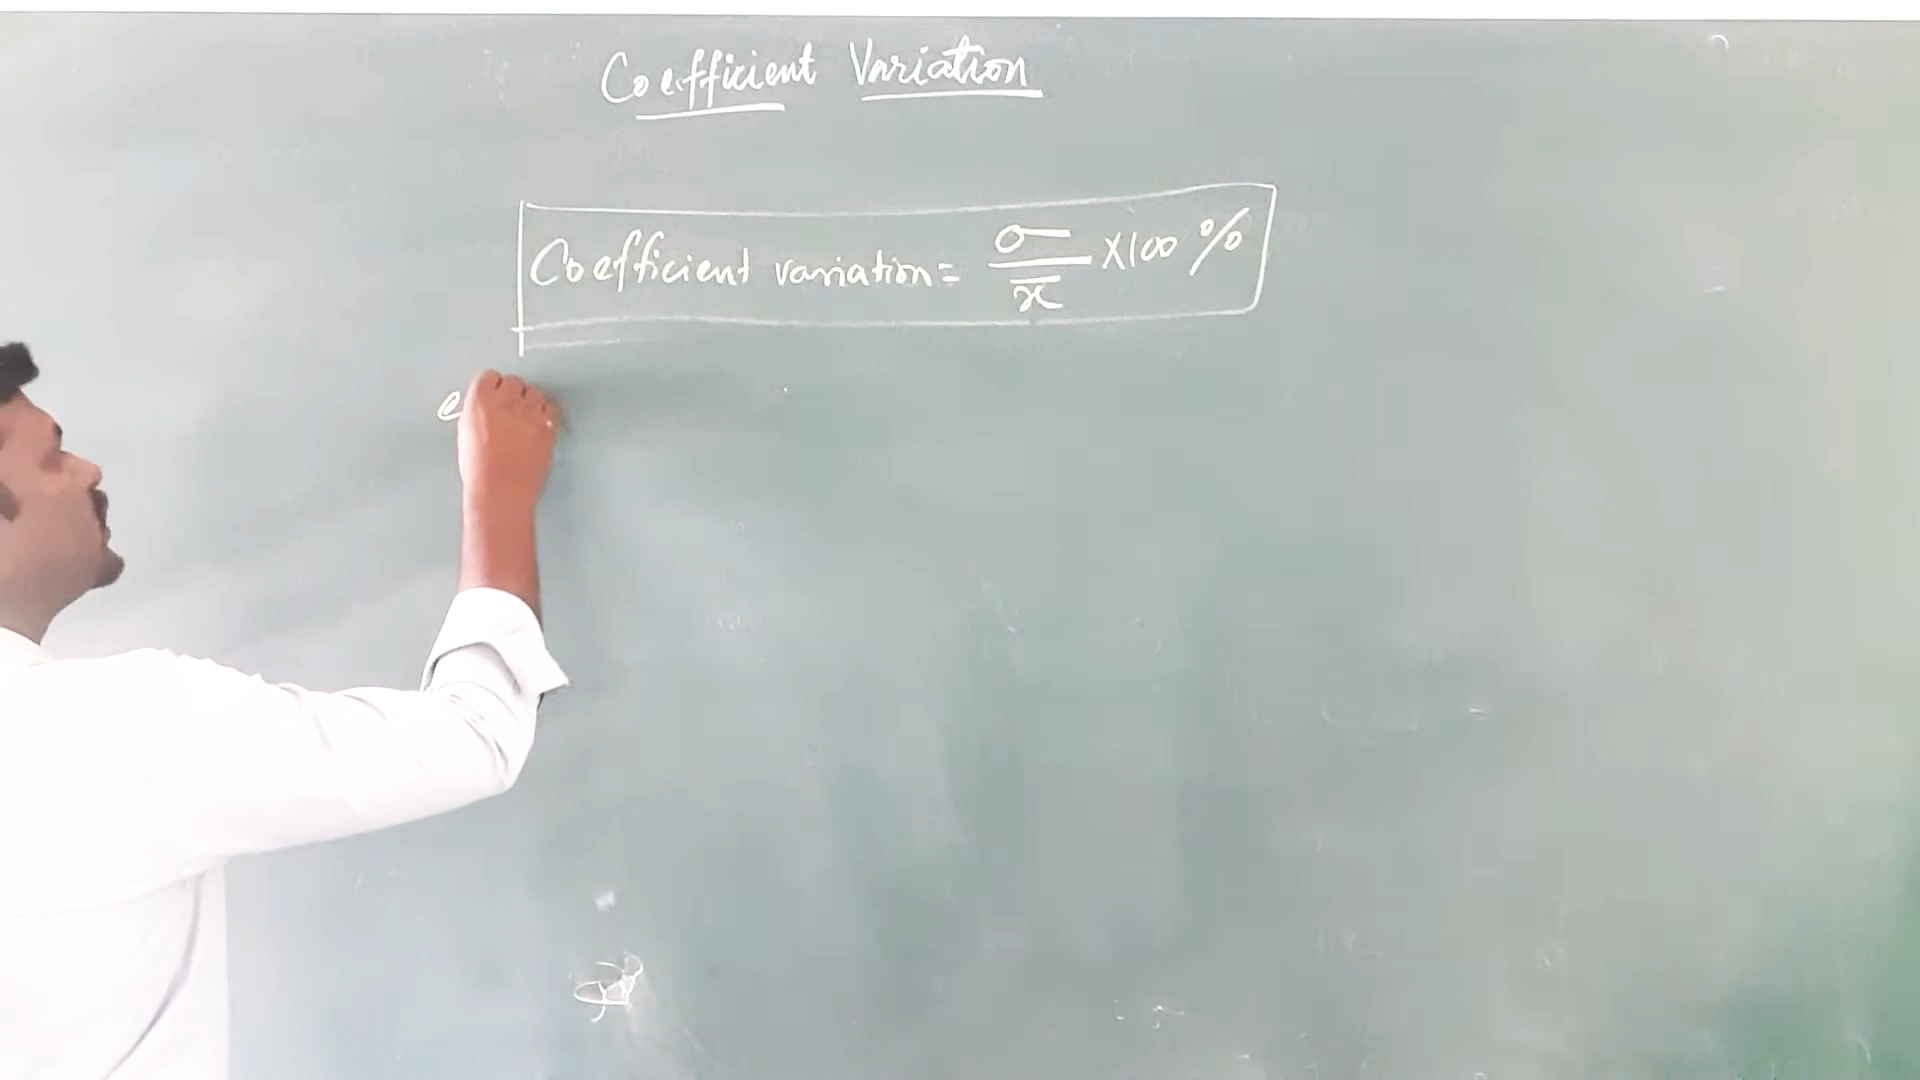 Coefficient Variation
Coefficient variation = σ/x̄ ×100 %
e